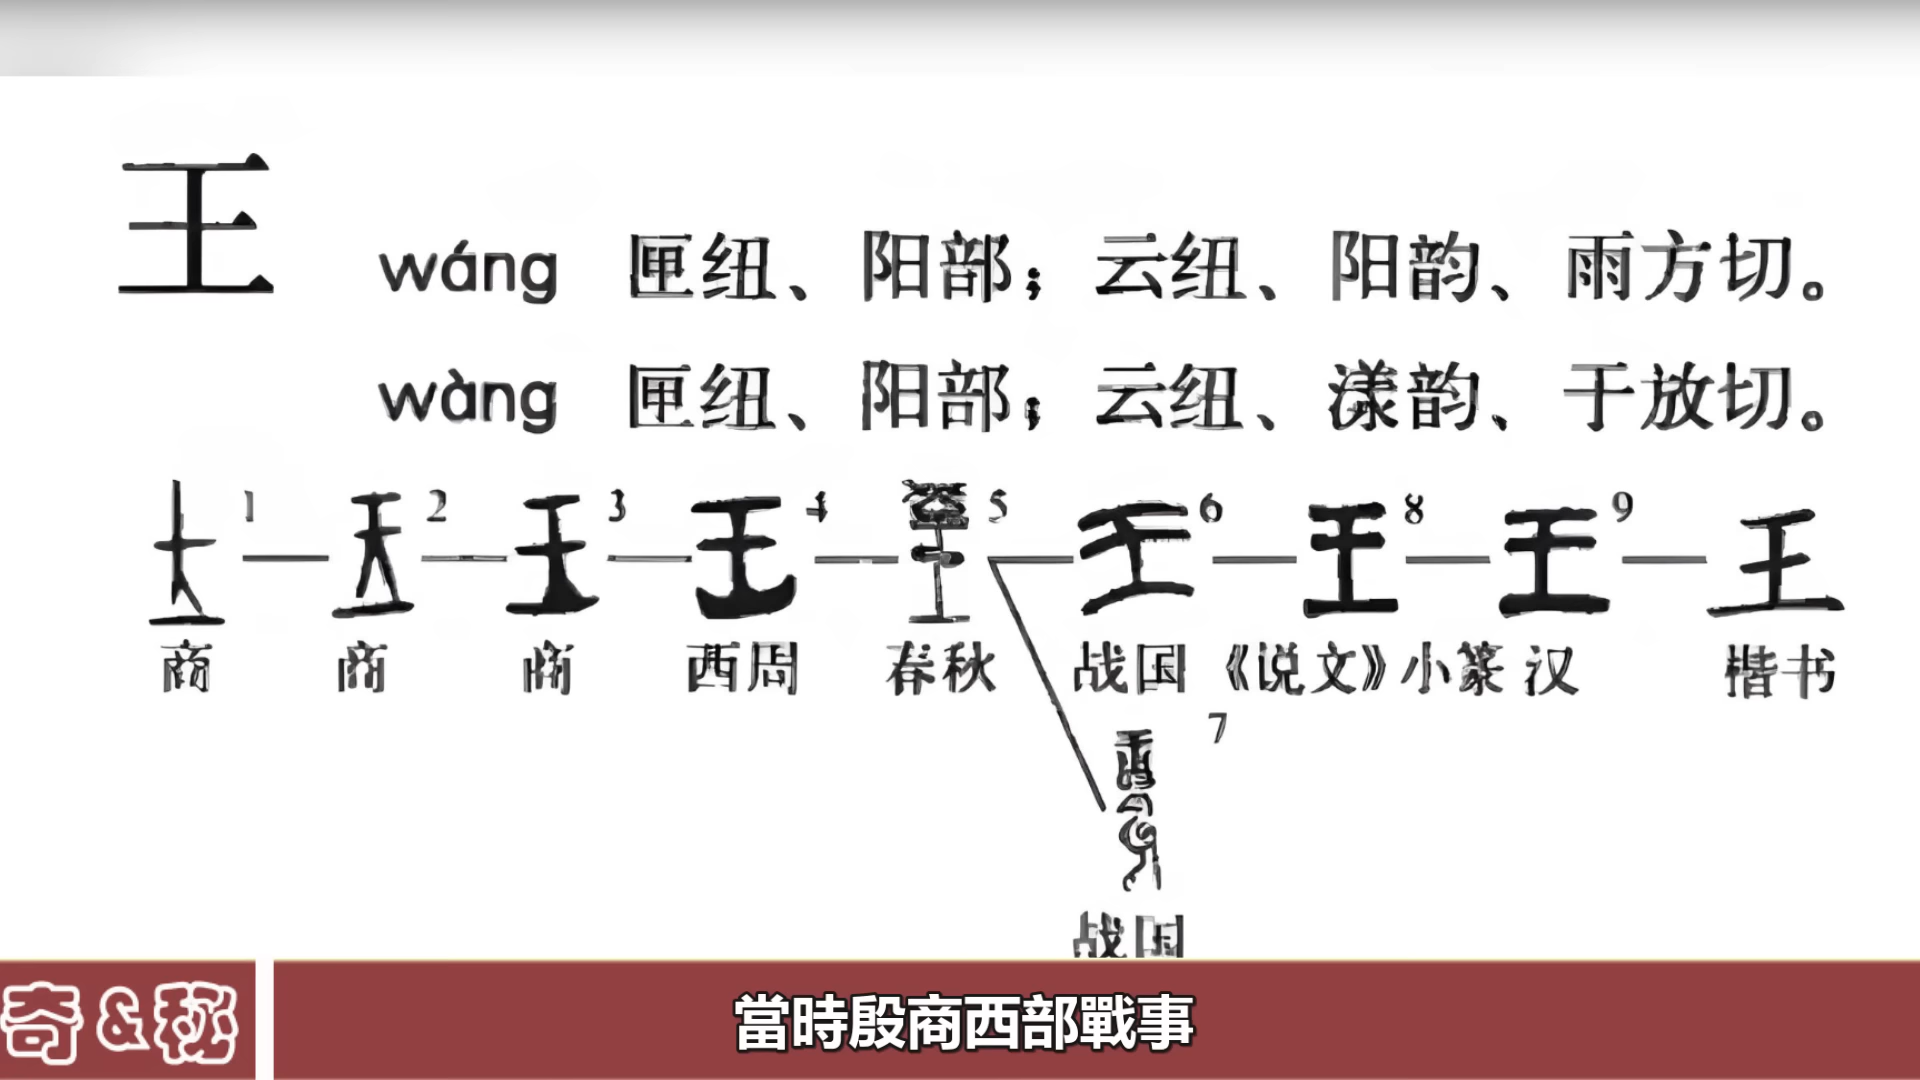 王
wáng 匣纽、阳部；云纽、阳韵、雨方切。
wàng 匣纽、阳部；云纽、漾韵、于放切。
1 2 3 4 5 6 8 9 王
商 商 商 西周 春秋 战国 《说文》小篆 汉 楷书
7
战国
奇&秘
當時殷商西部戰事